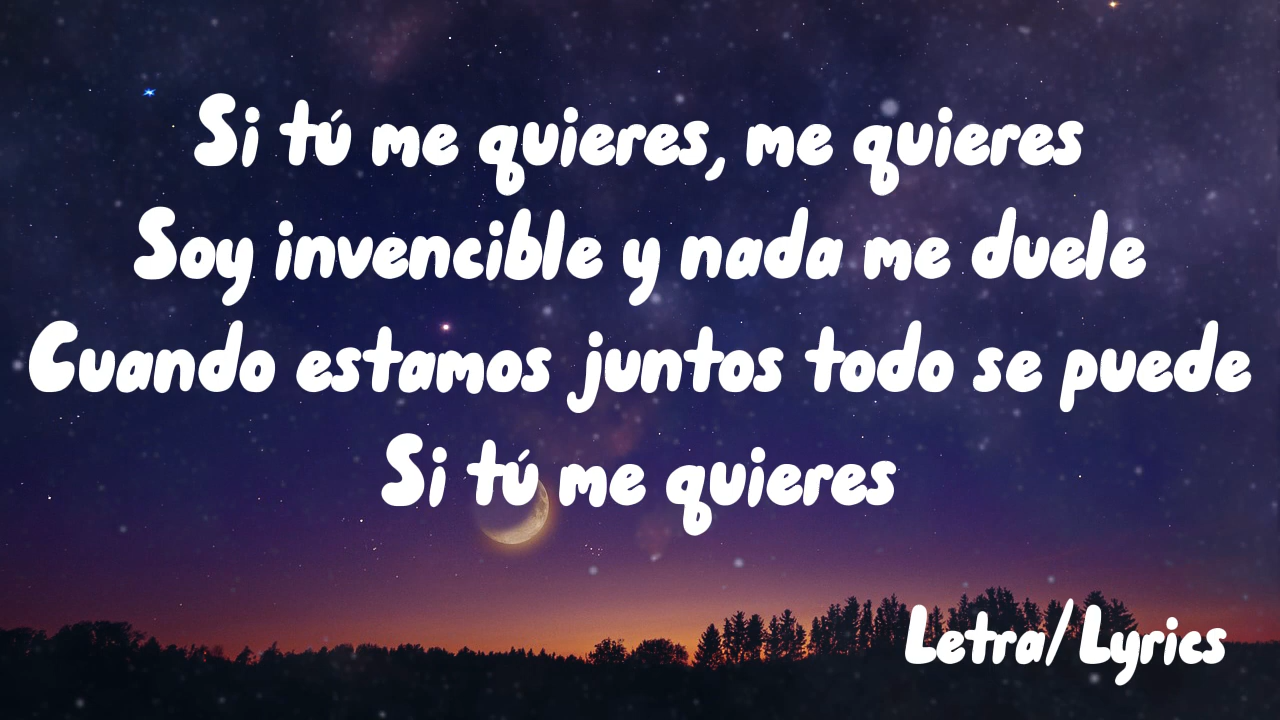 Si tú me quieres, me quieres
Soy invencible y nada me duele
Cuando estamos juntos todo se puede
Si tú me quieres
Letra/Lyrics